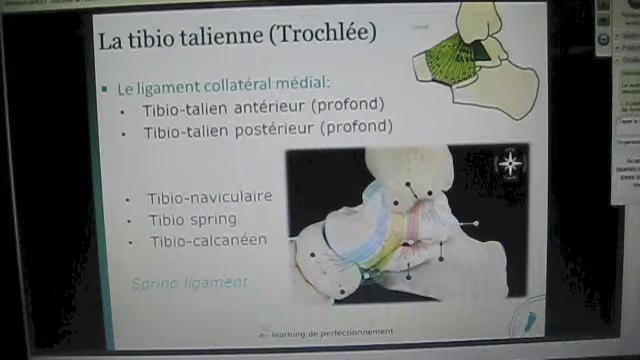 La tibio talienne (Trochlée)
Le ligament collatéral médial:
Tibio-talien antérieur (profond)
Tibio-talien postérieur (profond)
Tibio-naviculaire
Tibio spring
Tibio-calcanéen
Spring ligament
e- learning de perfectionnement